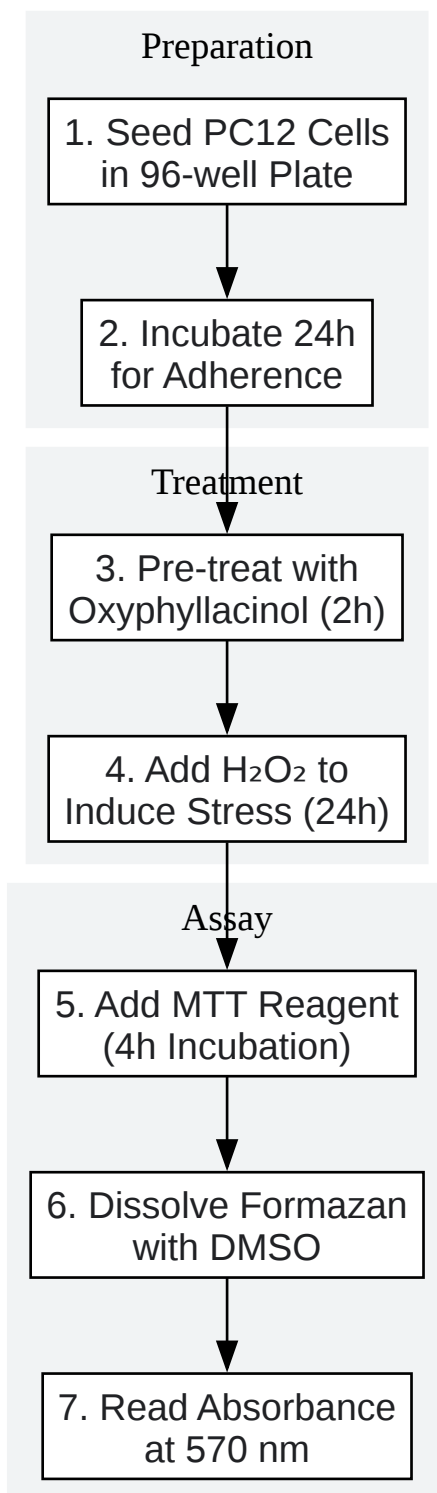 Preparation
1. Seed PC12 Cells
in 96-well Plate
2. Incubate 24h
for Adherence
Treatment
3. Pre-treat with
Oxyphyllacinol (2h)
4. Add H₂O₂ to
Induce Stress (24h)
Assay
5. Add MTT Reagent
(4h Incubation)
6. Dissolve Formazan
with DMSO
7. Read Absorbance
at 570 nm